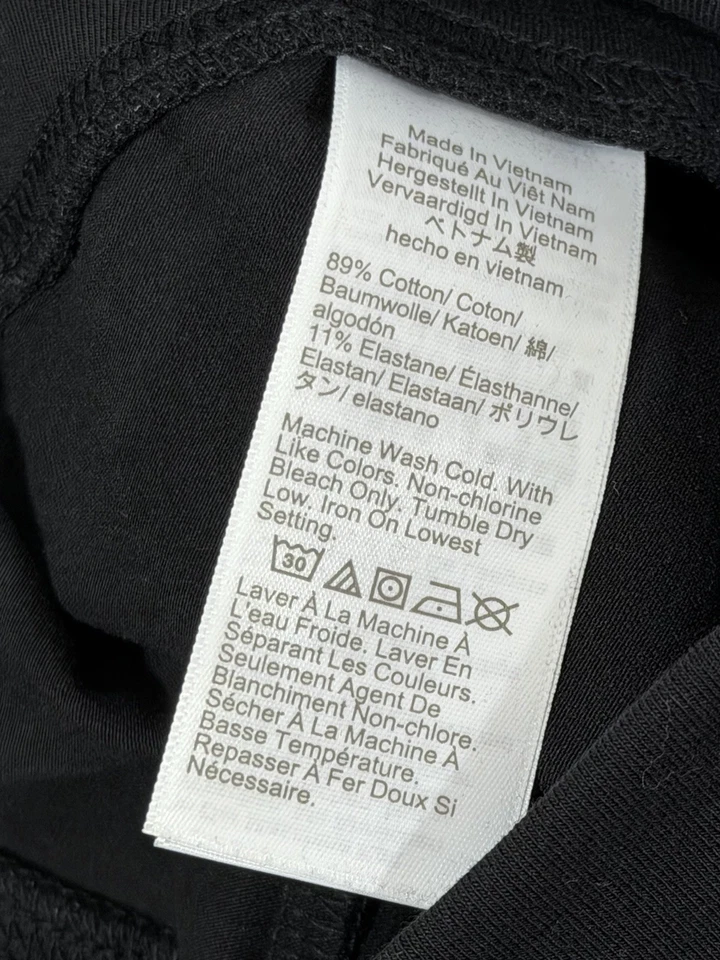 Made In Vietnam
Fabriqué Au Viêt Nam
Hergestellt In Vietnam
Vervaardigd In Vietnam
ベトナム製
hecho en vietnam
89% Cotton/ Coton/
Baumwolle/ Katoen/ 綿/
algodón
11% Elastane/ Élasthanne/
Elastan/ Elastaan/ ポリウレ
タン/ elastano
Machine Wash Cold. With
Like Colors. Non-chlorine
Bleach Only. Tumble Dry
Low. Iron On Lowest
Setting.
30
Laver À La Machine À
L'eau Froide. Laver En
Séparant Les Couleurs.
Seulement Agent De
Blanchiment Non-chlore.
Sécher À La Machine À
Basse Température.
Repasser À Fer Doux Si
Nécessaire.